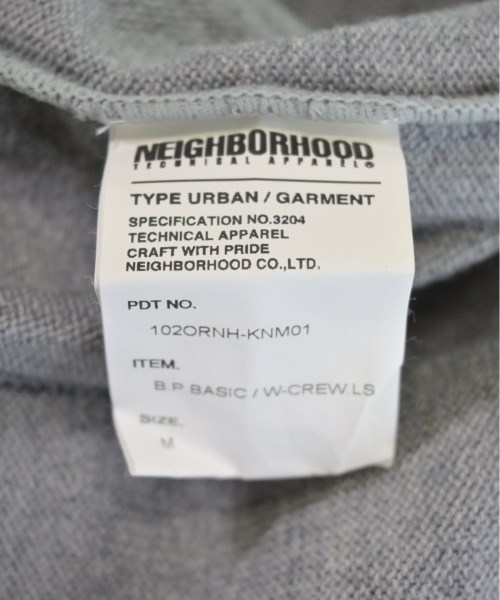 NEIGHBORHOOD
TECHNICAL APPAREL®
TYPE URBAN / GARMENT
SPECIFICATION NO.3204
TECHNICAL APPAREL
CRAFT WITH PRIDE
NEIGHBORHOOD CO.,LTD.
PDT NO.
102ORNH-KNM01
ITEM.
B.P BASIC / W-CREW LS
SIZE.
M